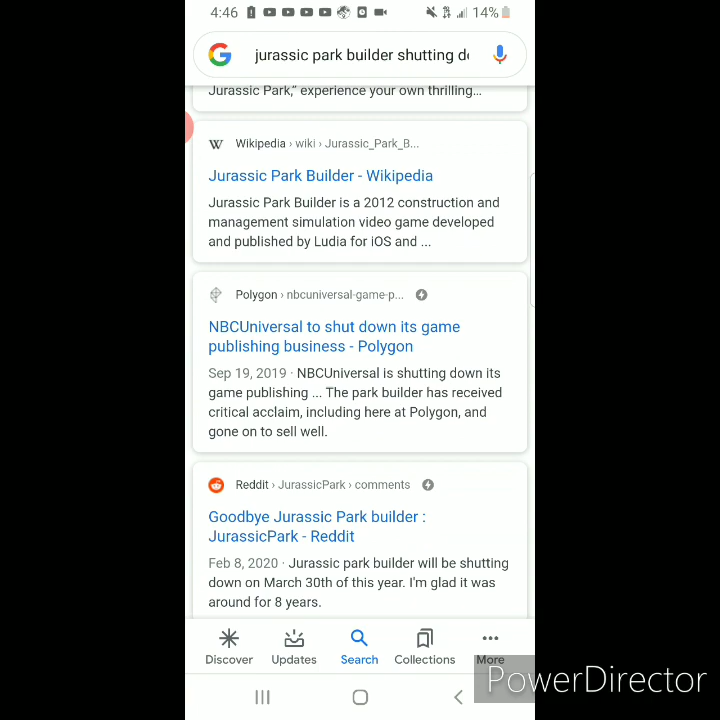 4:46
14%
jurassic park builder shutting d
Jurassic Park,” experience your own thrilling...
W Wikipedia › wiki › Jurassic_Park_B...
Jurassic Park Builder - Wikipedia
Jurassic Park Builder is a 2012 construction and
management simulation video game developed
and published by Ludia for iOS and ...
Polygon › nbcuniversal-game-p...
NBCUniversal to shut down its game
publishing business - Polygon
Sep 19, 2019 · NBCUniversal is shutting down its
game publishing ... The park builder has received
critical acclaim, including here at Polygon, and
gone on to sell well.
Reddit › JurassicPark › comments
Goodbye Jurassic Park builder :
JurassicPark - Reddit
Feb 8, 2020 · Jurassic park builder will be shutting
down on March 30th of this year. I'm glad it was
around for 8 years.
Discover Updates Search Collections More
PowerDirector